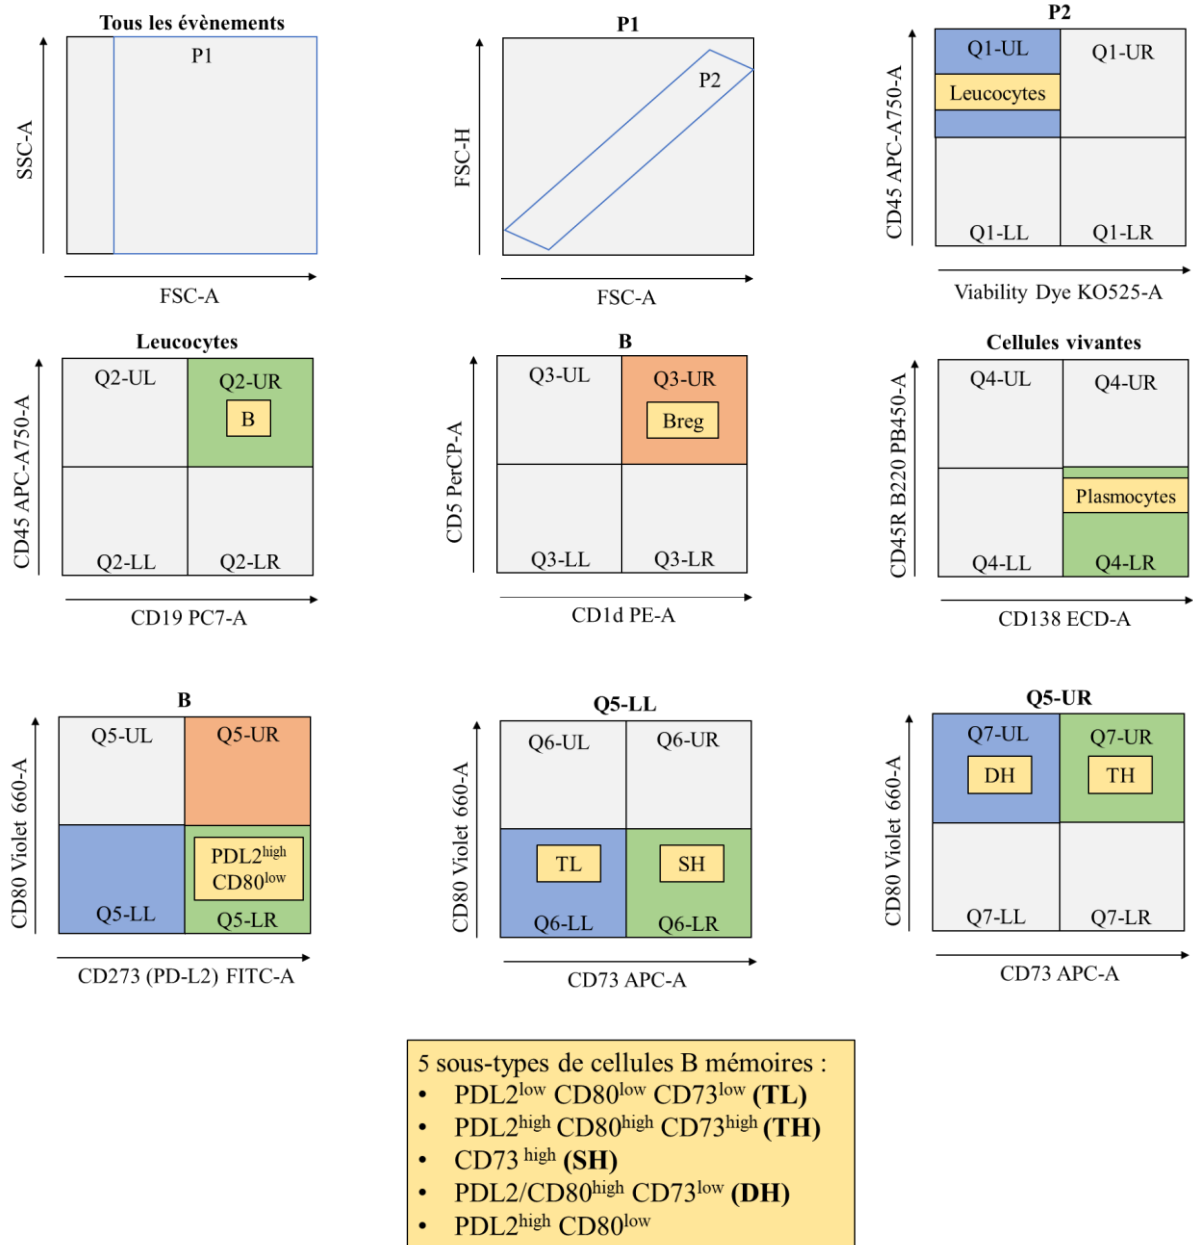 Tous les évènements
P1
SSC-A
FSC-A
P1
P2
FSC-H
FSC-A
P2
Q1-UL
Q1-UR
Leucocytes
Q1-LL
Q1-LR
CD45 APC-A750-A
Viability Dye KO525-A
Leucocytes
Q2-UL
Q2-UR
B
Q2-LL
Q2-LR
CD45 APC-A750-A
CD19 PC7-A
B
Q3-UL
Q3-UR
Breg
Q3-LL
Q3-LR
CD5 PerCP-A
CD1d PE-A
Cellules vivantes
Q4-UL
Q4-UR
Plasmocytes
Q4-LL
Q4-LR
CD45R B220 PB450-A
CD138 ECD-A
B
Q5-UL
Q5-UR
PDL2high
CD80low
Q5-LL
Q5-LR
CD80 Violet 660-A
CD273 (PD-L2) FITC-A
Q5-LL
Q6-UL
Q6-UR
TL
SH
Q6-LL
Q6-LR
CD80 Violet 660-A
CD73 APC-A
Q5-UR
Q7-UL
Q7-UR
DH
TH
Q7-LL
Q7-LR
CD80 Violet 660-A
CD73 APC-A
5 sous-types de cellules B mémoires :
• PDL2low CD80low CD73low (TL)
• PDL2high CD80high CD73high (TH)
• CD73 high (SH)
• PDL2/CD80high CD73low (DH)
• PDL2high CD80low